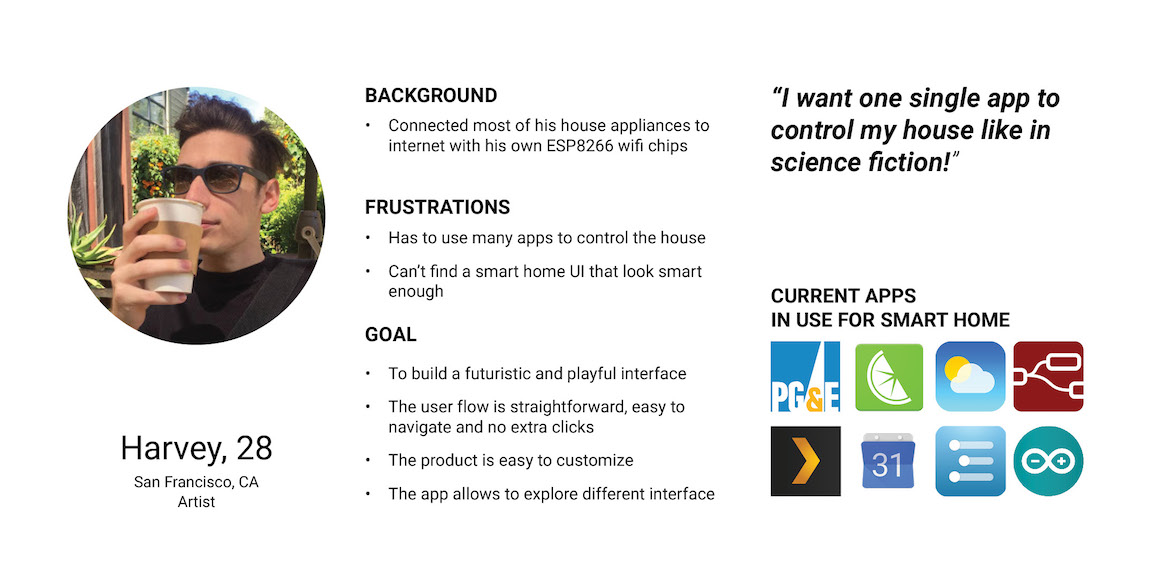 BACKGROUND
• Connected most of his house appliances to
internet with his own ESP8266 wifi chips
FRUSTRATIONS
• Has to use many apps to control the house
• Can’t find a smart home UI that look smart
enough
GOAL
• To build a futuristic and playful interface
• The user flow is straightforward, easy to
navigate and no extra clicks
• The product is easy to customize
• The app allows to explore different interface
Harvey, 28
San Francisco, CA
Artist
“I want one single app to
control my house like in
science fiction!”
CURRENT APPS
IN USE FOR SMART HOME
PG&E
31